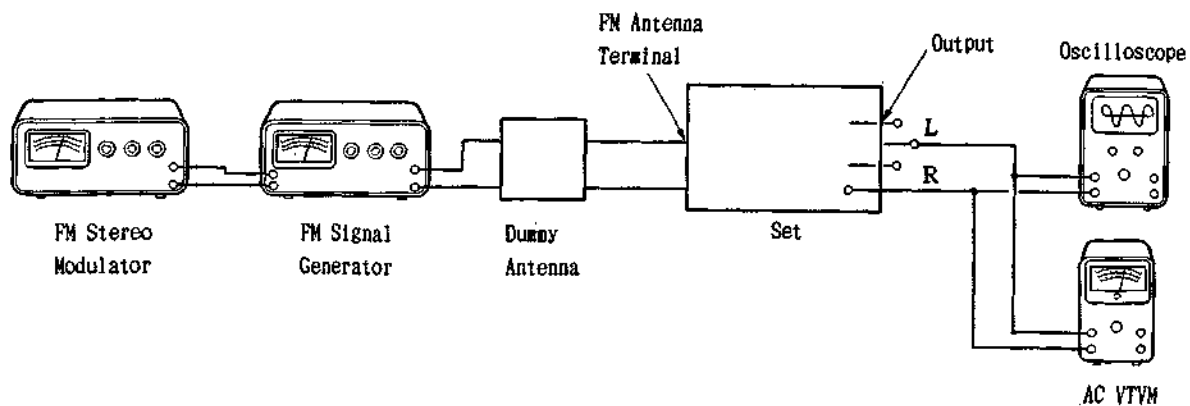 FM Antenna
Terminal
Output
Oscilloscope
L
R
FM Stereo
Modulator
FM Signal
Generator
Dummy
Antenna
Set
AC VTVM